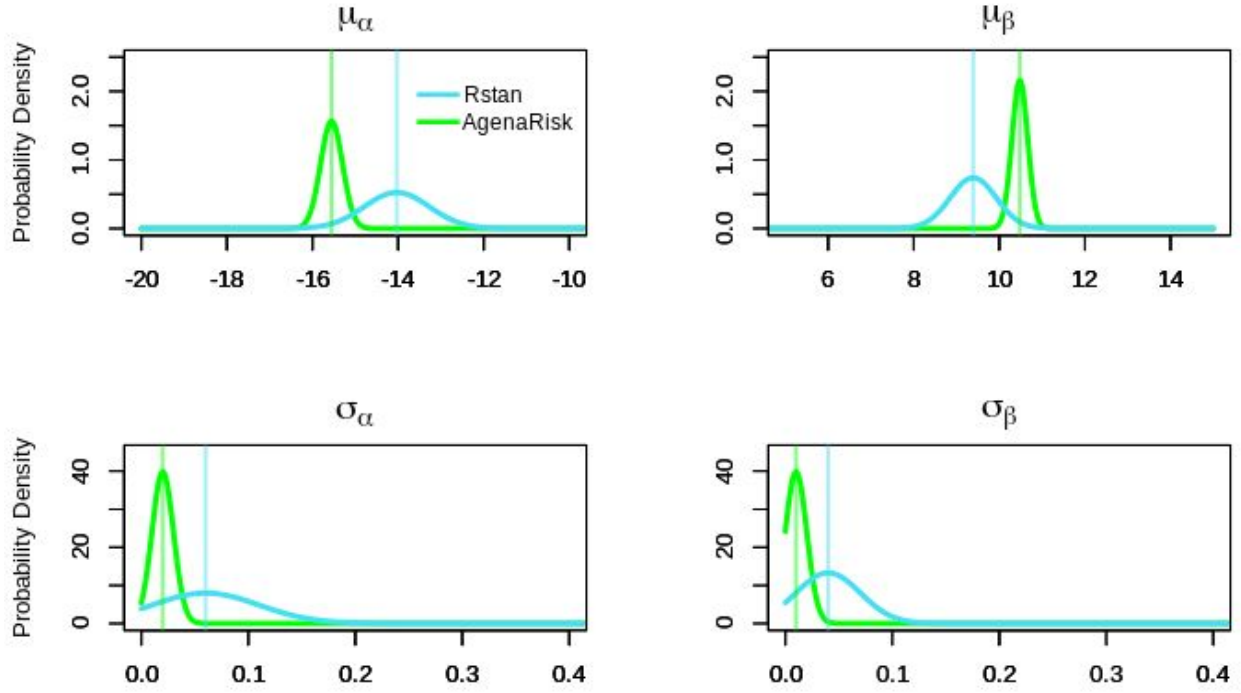 μα
μβ
Probability Density
0.0 1.0 2.0
Rstan
AgenaRisk
-20 -18 -16 -14 -12 -10
0.0 1.0 2.0
6 8 10 12 14
σα
σβ
Probability Density
0 20 40
0.0 0.1 0.2 0.3 0.4
0 20 40
0.0 0.1 0.2 0.3 0.4